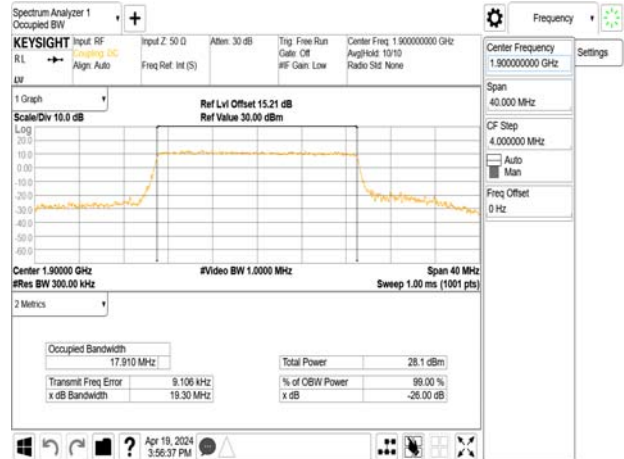 Spectrum Analyzer 1
Occupied BW
Frequency
KEYSIGHT Input: RF Input Z: 50 Ω Atten: 30 dB Trig: Free Run Center Freq: 1.900000000 GHz
RL Coupling: DC Gate: Off Avg|Hold: 10/10
Align: Auto Freq Ref: Int (S) #IF Gain: Low Radio Std: None
Center Frequency
1.900000000 GHz
Settings
Span
40.000 MHz
CF Step
4.000000 MHz
Auto
Man
Freq Offset
0 Hz
1 Graph
Ref Lvl Offset 15.21 dB
Scale/Div 10.0 dB Ref Value 30.00 dBm
Log
20.0
10.0
0.00
-10.0
-20.0
-30.0
-40.0
-50.0
-60.0
Center 1.90000 GHz #Video BW 1.0000 MHz Span 40 MHz
#Res BW 300.00 kHz Sweep 1.00 ms (1001 pts)
2 Metrics
Occupied Bandwidth
17.910 MHz
Total Power 28.1 dBm
Transmit Freq Error 9.106 kHz % of OBW Power 99.00 %
x dB Bandwidth 19.30 MHz x dB -26.00 dB
? Apr 19, 2024
3:56:37 PM